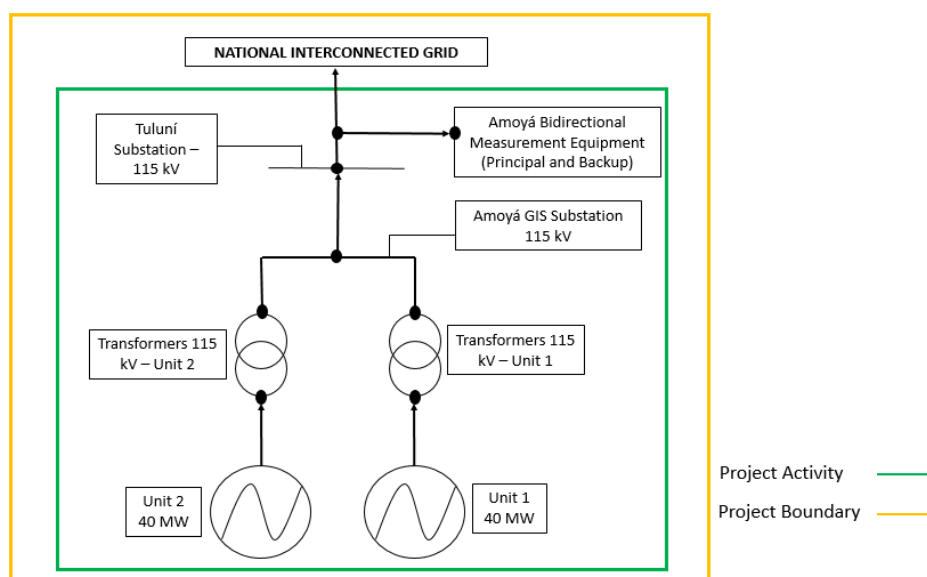 NATIONAL INTERCONNECTED GRID
Tuluní
Substation –
115 kV
Amoyá Bidirectional
Measurement Equipment
(Principal and Backup)
Amoyá GIS Substation
115 kV
Transformers 115
kV – Unit 2
Transformers 115
kV – Unit 1
Unit 2
40 MW
Unit 1
40 MW
Project Activity
Project Boundary